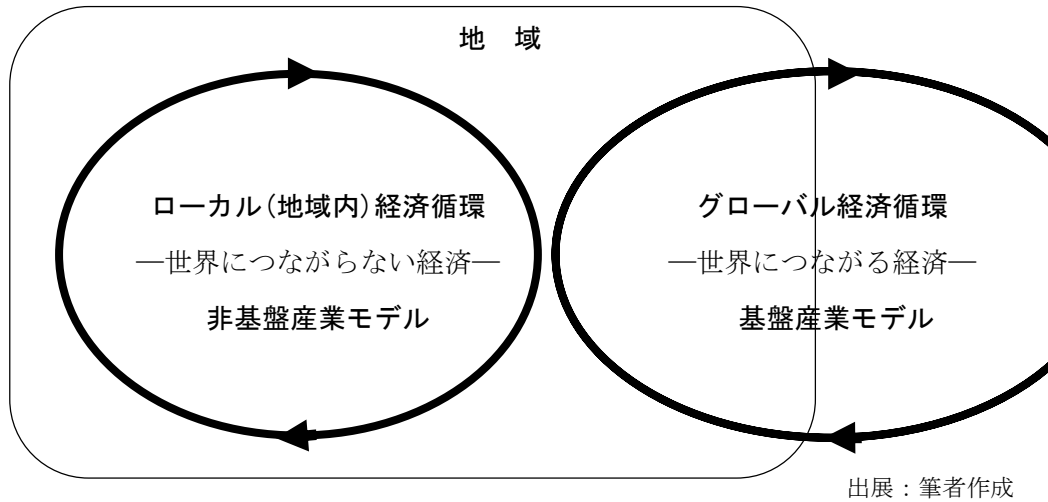 地　域
ローカル（地域内）経済循環
―世界につながらない経済―
非基盤産業モデル
グローバル経済循環
―世界につながる経済―
基盤産業モデル
出展：筆者作成